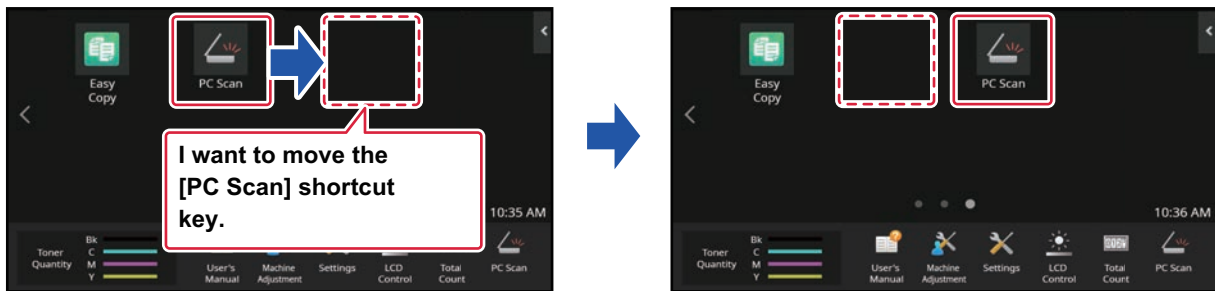 Easy
Copy
PC Scan
I want to move the
[PC Scan] shortcut
key.
10:35 AM
Toner
Quantity
Bk
C
M
Y
User's
Manual
Machine
Adjustment
Settings
LCD
Control
Total
Count
PC Scan
Easy
Copy
PC Scan
10:36 AM
Toner
Quantity
Bk
C
M
Y
User's
Manual
Machine
Adjustment
Settings
LCD
Control
Total
Count
PC Scan